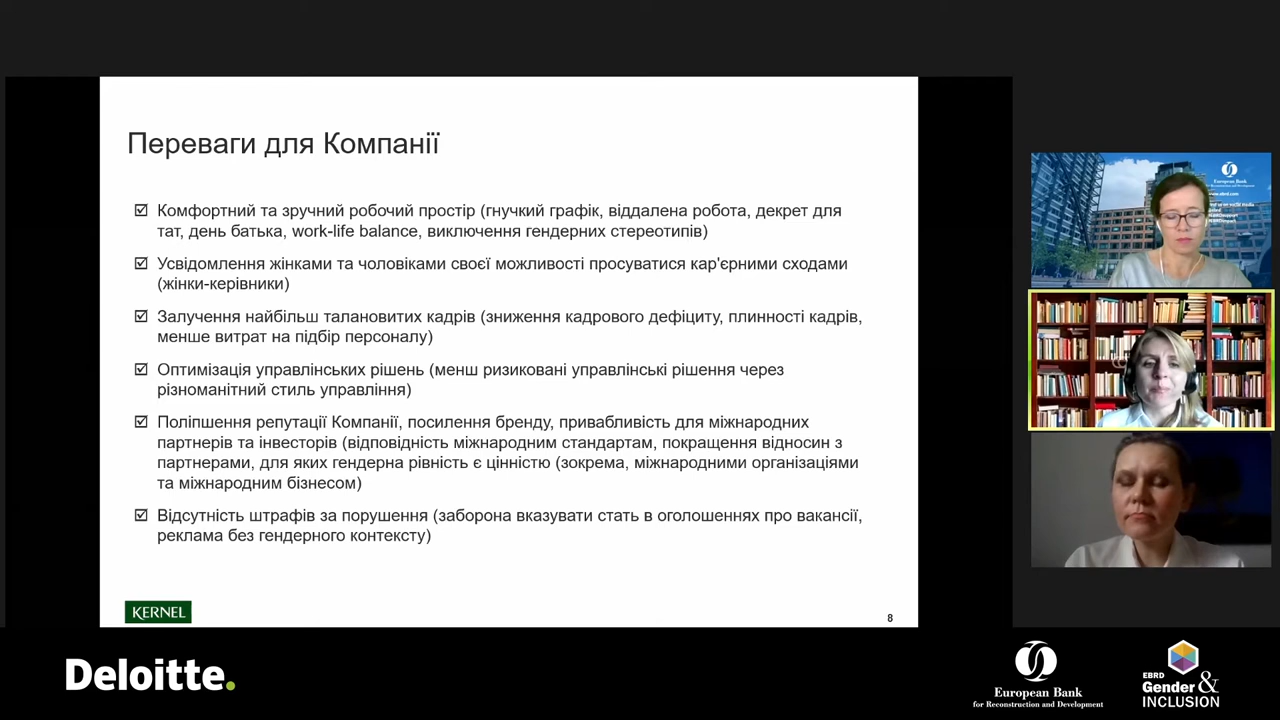 Переваги для Компанії
Комфортний та зручний робочий простір (гнучкий графік, віддалена робота, декрет для
тат, день батька, work-life balance, виключення гендерних стереотипів)
Усвідомлення жінками та чоловіками своєї можливості просуватися кар'єрними сходами
(жінки-керівники)
Залучення найбільш талановитих кадрів (зниження кадрового дефіциту, плинності кадрів,
менше витрат на підбір персоналу)
Оптимізація управлінських рішень (менш ризиковані управлінські рішення через
різноманітний стиль управління)
Поліпшення репутації Компанії, посилення бренду, привабливість для міжнародних
партнерів та інвесторів (відповідність міжнародним стандартам, покращення відносин з
партнерами, для яких гендерна рівність є цінністю (зокрема, міжнародними організаціями
та міжнародним бізнесом)
Відсутність штрафів за порушення (заборона вказувати стать в оголошеннях про вакансії,
реклама без гендерного контексту)
KERNEL
8
European Bank
for Reconstruction and Development
Deloitte.
European Bank
for Reconstruction and Development
EBRD
Gender &
INCLUSION